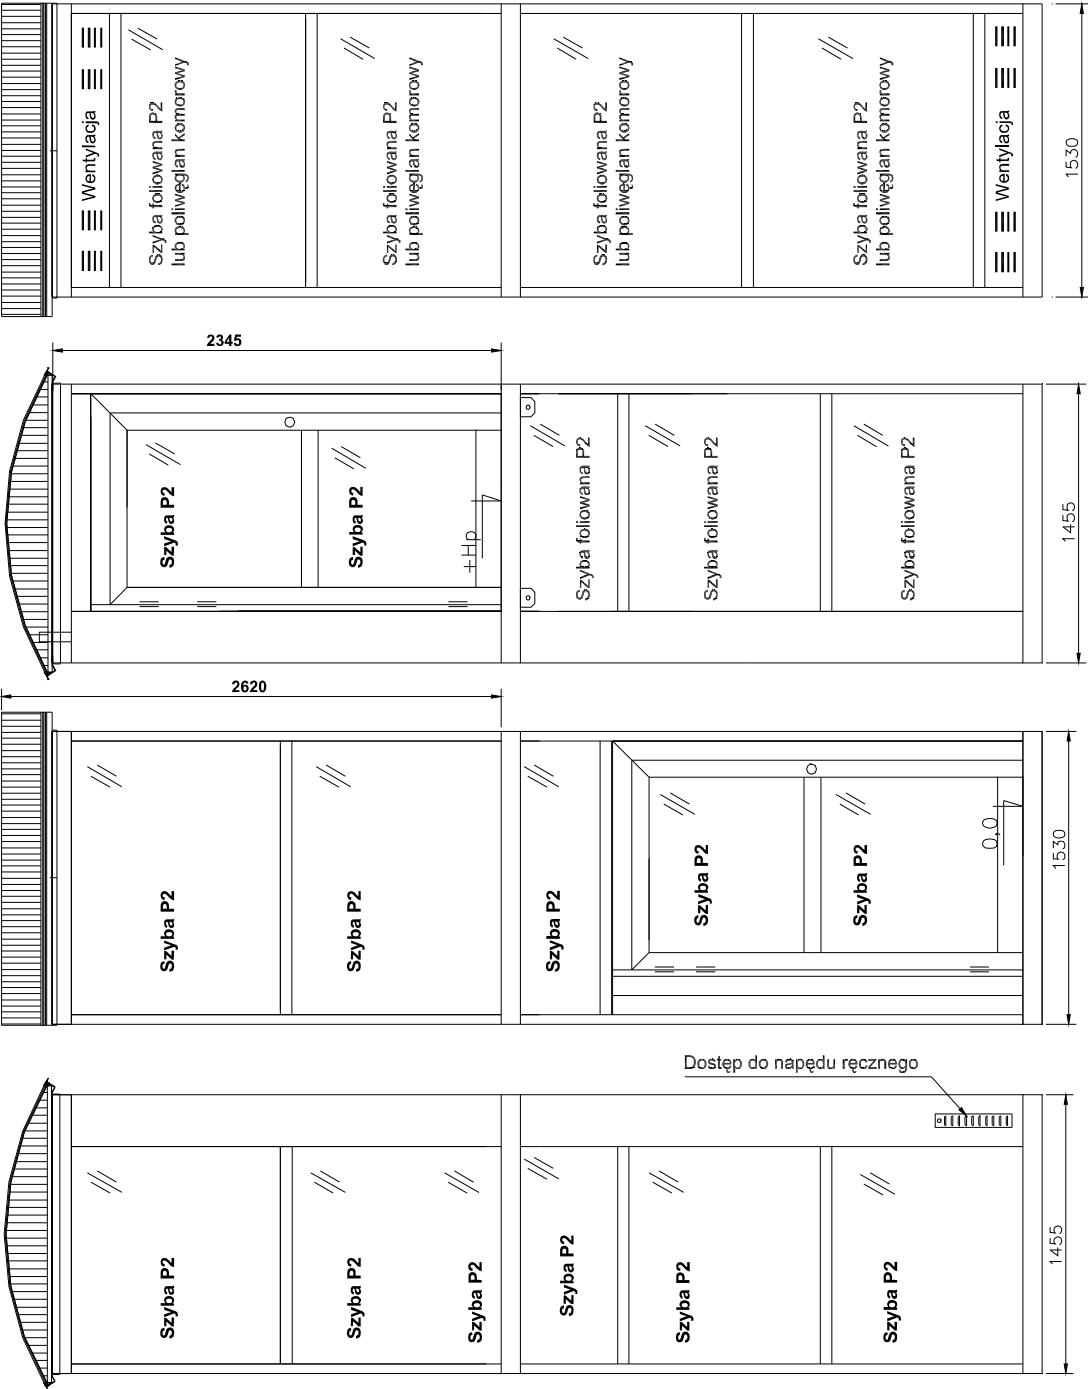 Wentylacja
Szyba foliowana P2
lub poliwęglan komorowy
Szyba foliowana P2
lub poliwęglan komorowy
Szyba foliowana P2
lub poliwęglan komorowy
Szyba foliowana P2
lub poliwęglan komorowy
Wentylacja
1530
2345
Szyba P2
Szyba P2
+Hp
Szyba foliowana P2
Szyba foliowana P2
Szyba foliowana P2
1455
2620
Szyba P2
Szyba P2
Szyba P2
Szyba P2
Szyba P2
0,0
1530
Dostęp do napędu ręcznego
Szyba P2
Szyba P2
Szyba P2
Szyba P2
Szyba P2
Szyba P2
1455